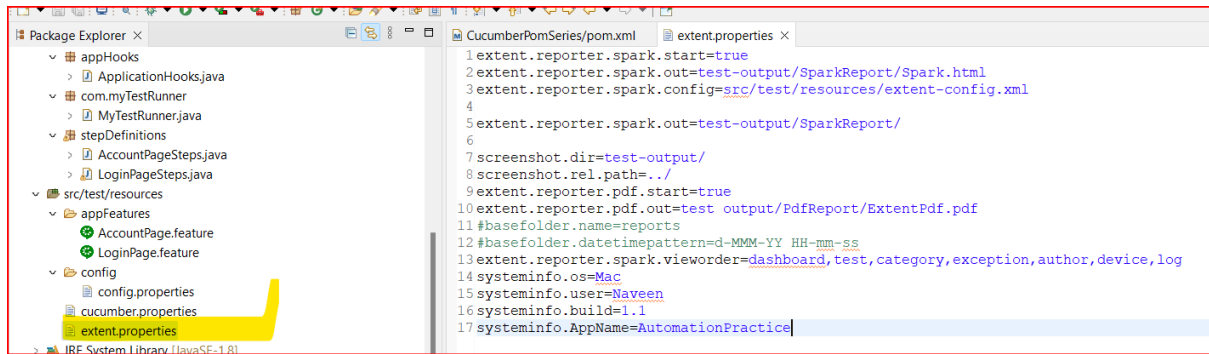 Package Explorer
appHooks
ApplicationHooks.java
com.myTestRunner
MyTestRunner.java
stepDefinitions
AccountPageSteps.java
LoginPageSteps.java
src/test/resources
appFeatures
AccountPage.feature
LoginPage.feature
config
config.properties
cucumber.properties
extent.properties
JRE System Library [JavaSE-1.8]
CucumberPomSeries/pom.xml
extent.properties
1 extent.reporter.spark.start=true
2 extent.reporter.spark.out=test-output/SparkReport/Spark.html
3 extent.reporter.spark.config=src/test/resources/extent-config.xml
4
5 extent.reporter.spark.out=test-output/SparkReport/
6
7 screenshot.dir=test-output/
8 screenshot.rel.path=../
9 extent.reporter.pdf.start=true
10 extent.reporter.pdf.out=test output/PdfReport/ExtentPdf.pdf
11 #basefolder.name=reports
12 #basefolder.datetimepattern=d-MMM-YY HH-mm-ss
13 extent.reporter.spark.vieworder=dashboard,test,category,exception,author,device,log
14 systeminfo.os=Mac
15 systeminfo.user=Naveen
16 systeminfo.build=1.1
17 systeminfo.AppName=AutomationPractice